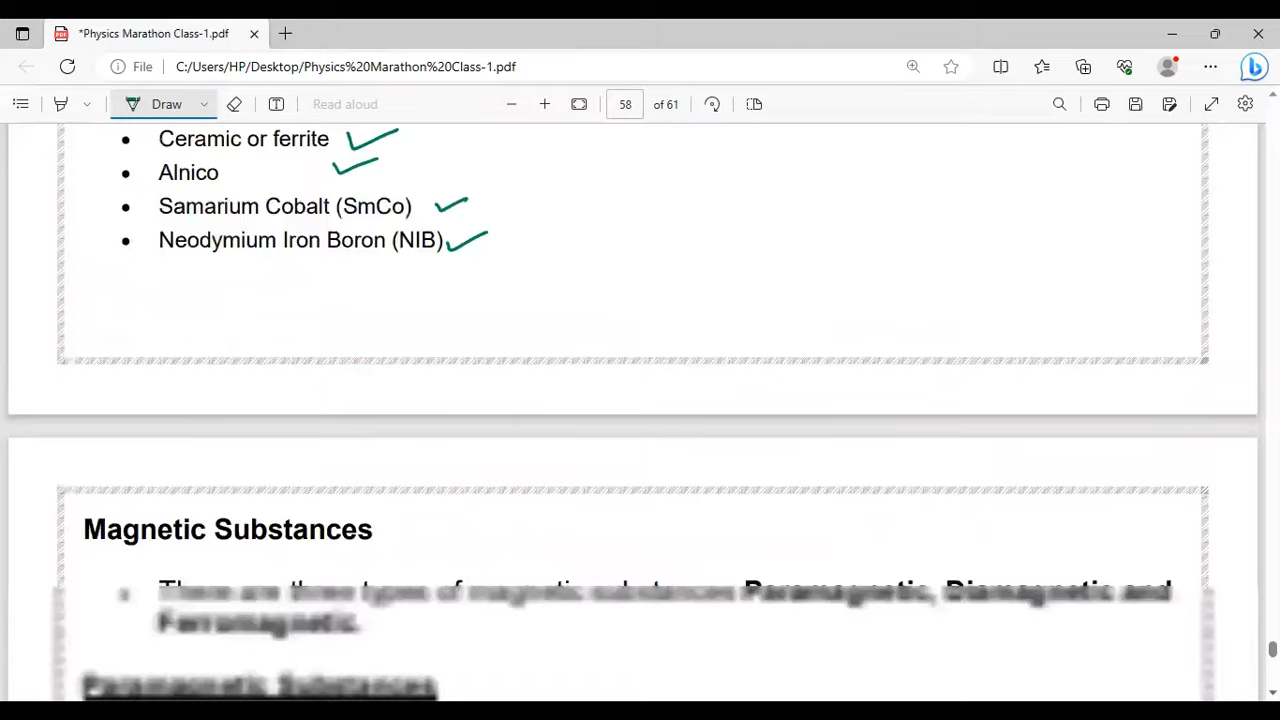 *Physics Marathon Class-1.pdf
File C:/Users/HP/Desktop/Physics%20Marathon%20Class-1.pdf
Draw Read aloud 58 of 61
• Ceramic or ferrite
• Alnico
• Samarium Cobalt (SmCo)
• Neodymium Iron Boron (NIB)
Magnetic Substances
There are three types of magnetic substances Paramagnetic, Diamagnetic and
Ferromagnetic.
Paramagnetic Substances